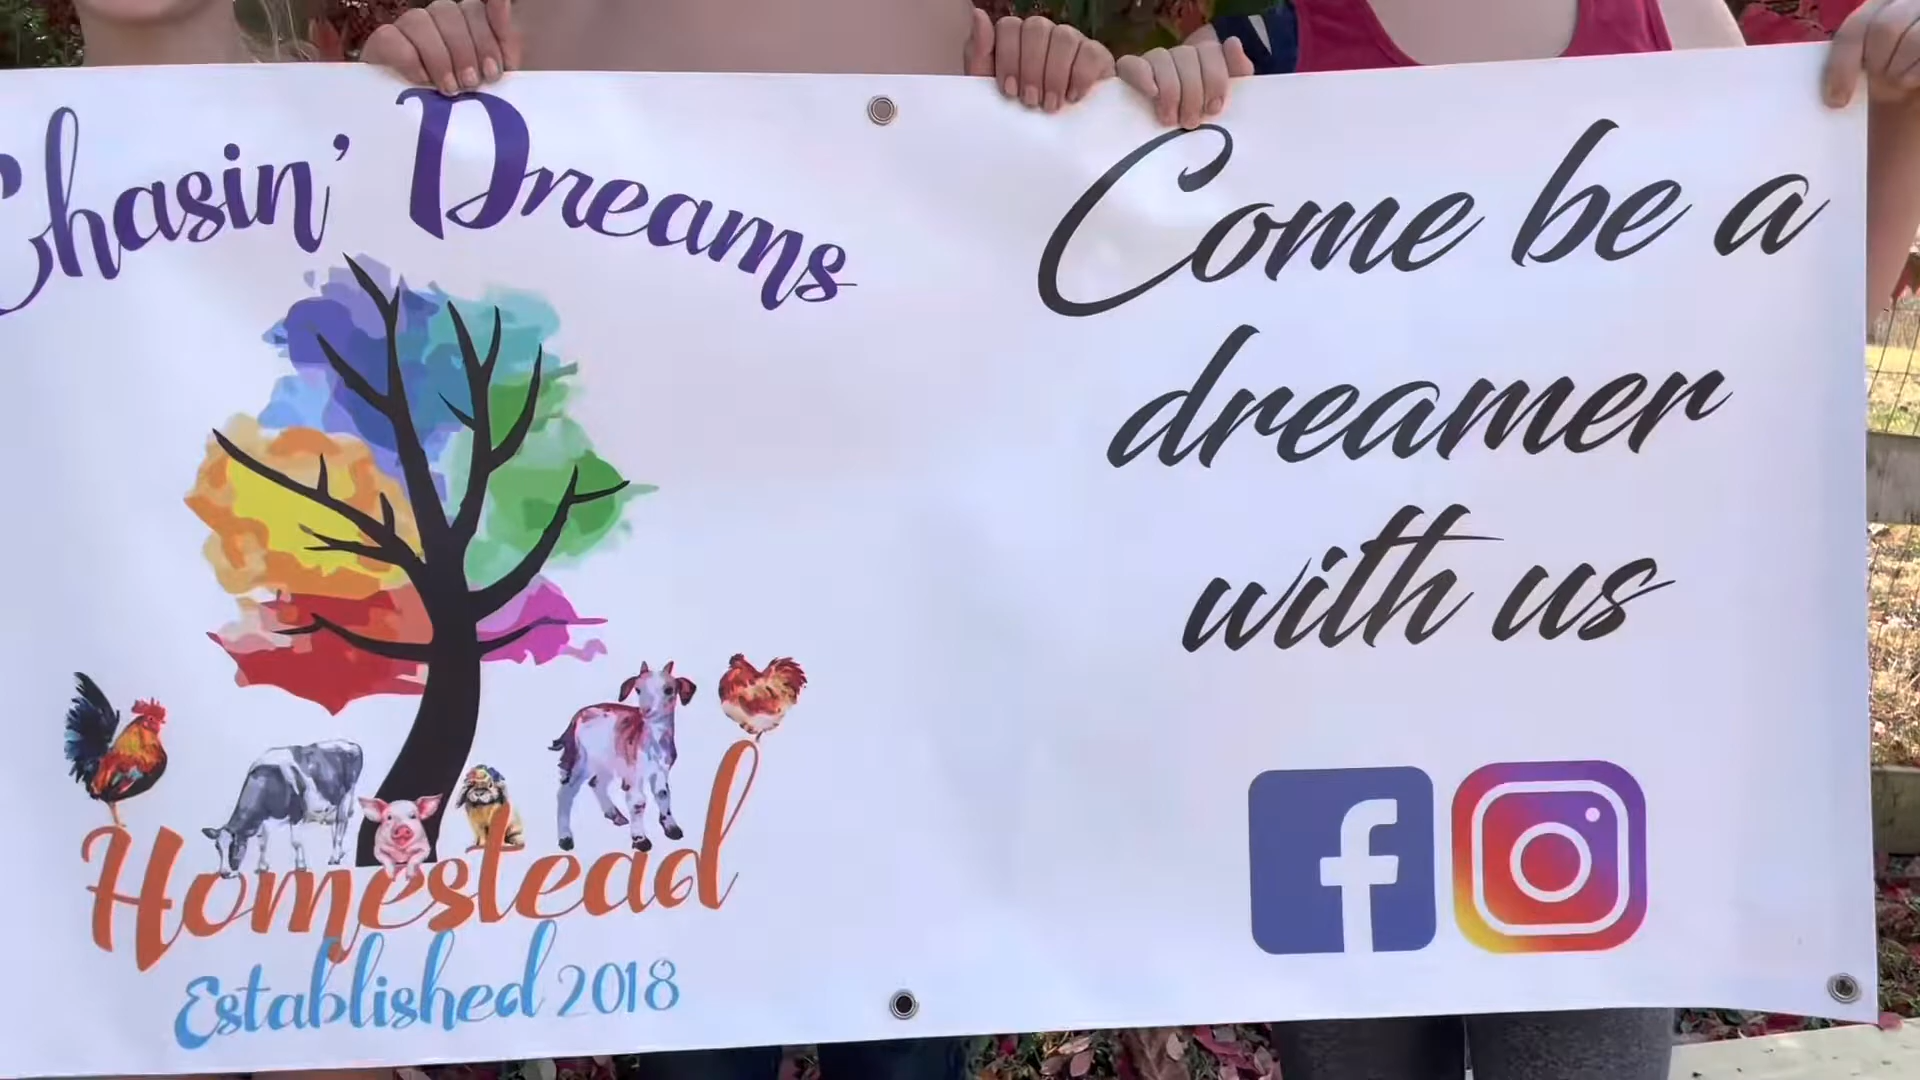 Chasin' Dreams
Homestead
Established 2018
Come be a
dreamer
with us
f